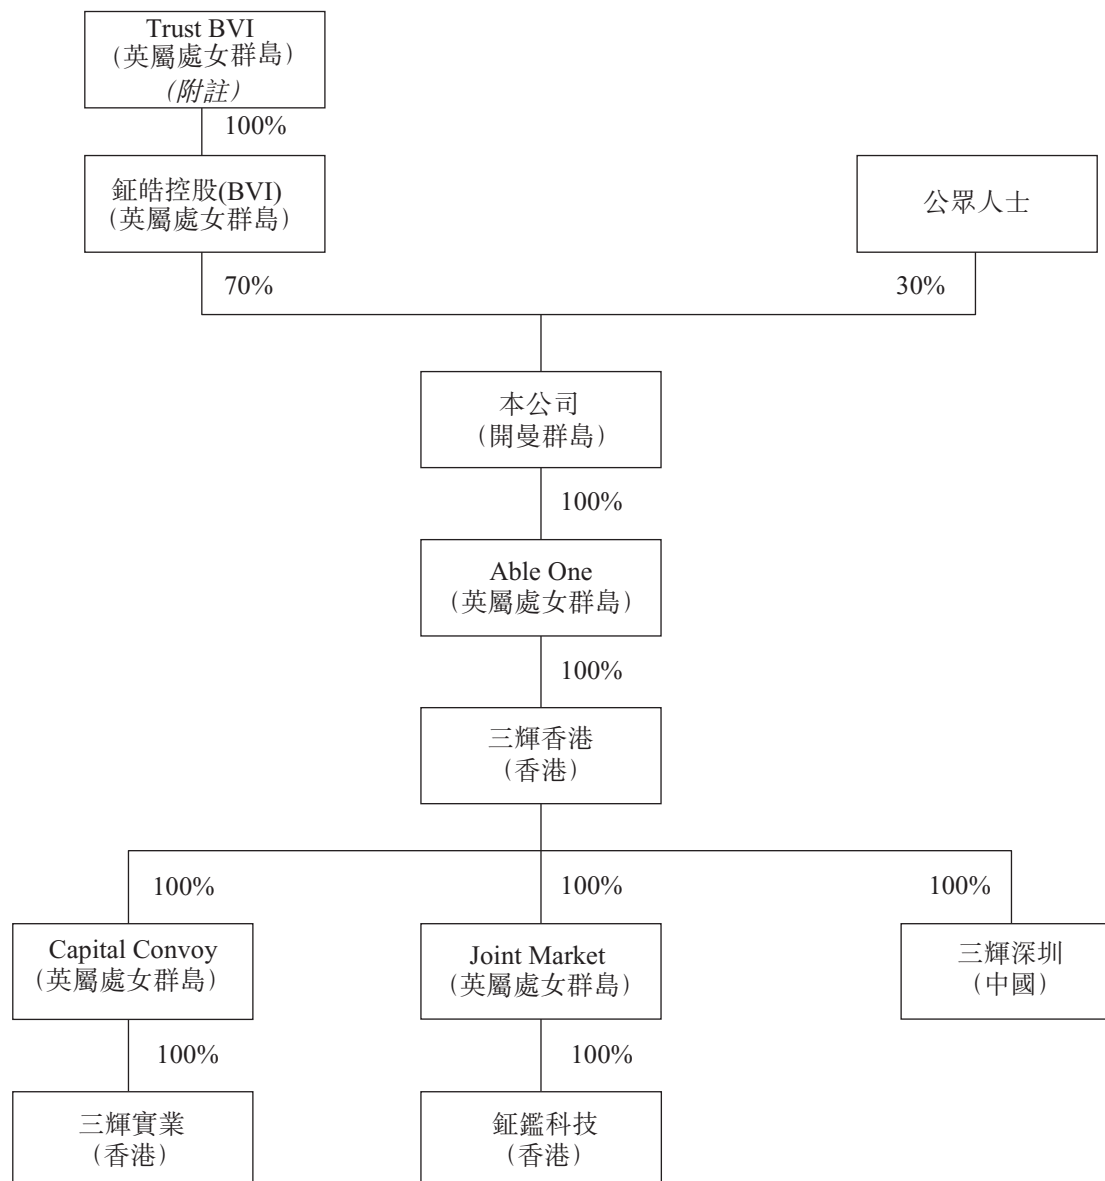 Trust BVI
（英屬處女群島）
（附註）
100%
鉦皓控股(BVI)
（英屬處女群島）
公眾人士
70%
30%
本公司
（開曼群島）
100%
Able One
（英屬處女群島）
100%
三輝香港
（香港）
100%
100%
100%
Capital Convoy
（英屬處女群島）
Joint Market
（英屬處女群島）
三輝深圳
（中國）
100%
100%
三輝實業
（香港）
鉦鑑科技
（香港）